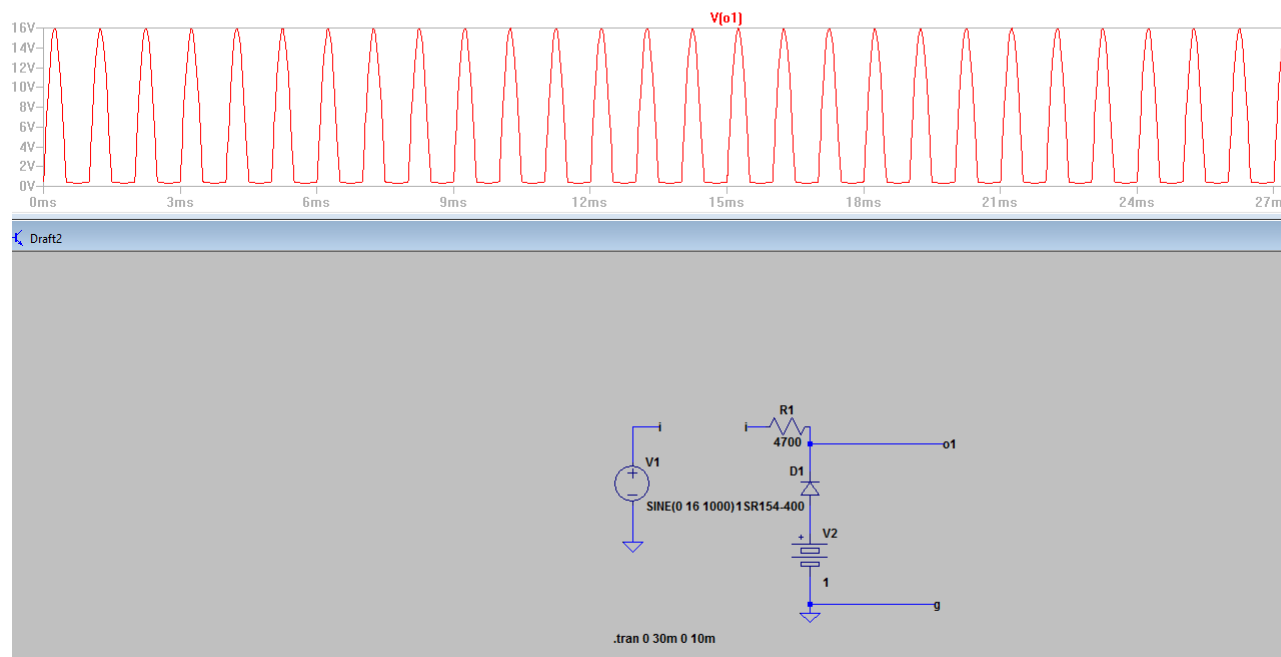 V(o1)
16V
14V
12V
10V
8V
6V
4V
2V
0V
0ms 3ms 6ms 9ms 12ms 15ms 18ms 21ms 24ms 27ms
Draft2
R1
i i
4700
o1
V1
D1
SINE(0 16 1000) 1SR154-400
+ V2
1
g
.tran 0 30m 0 10m